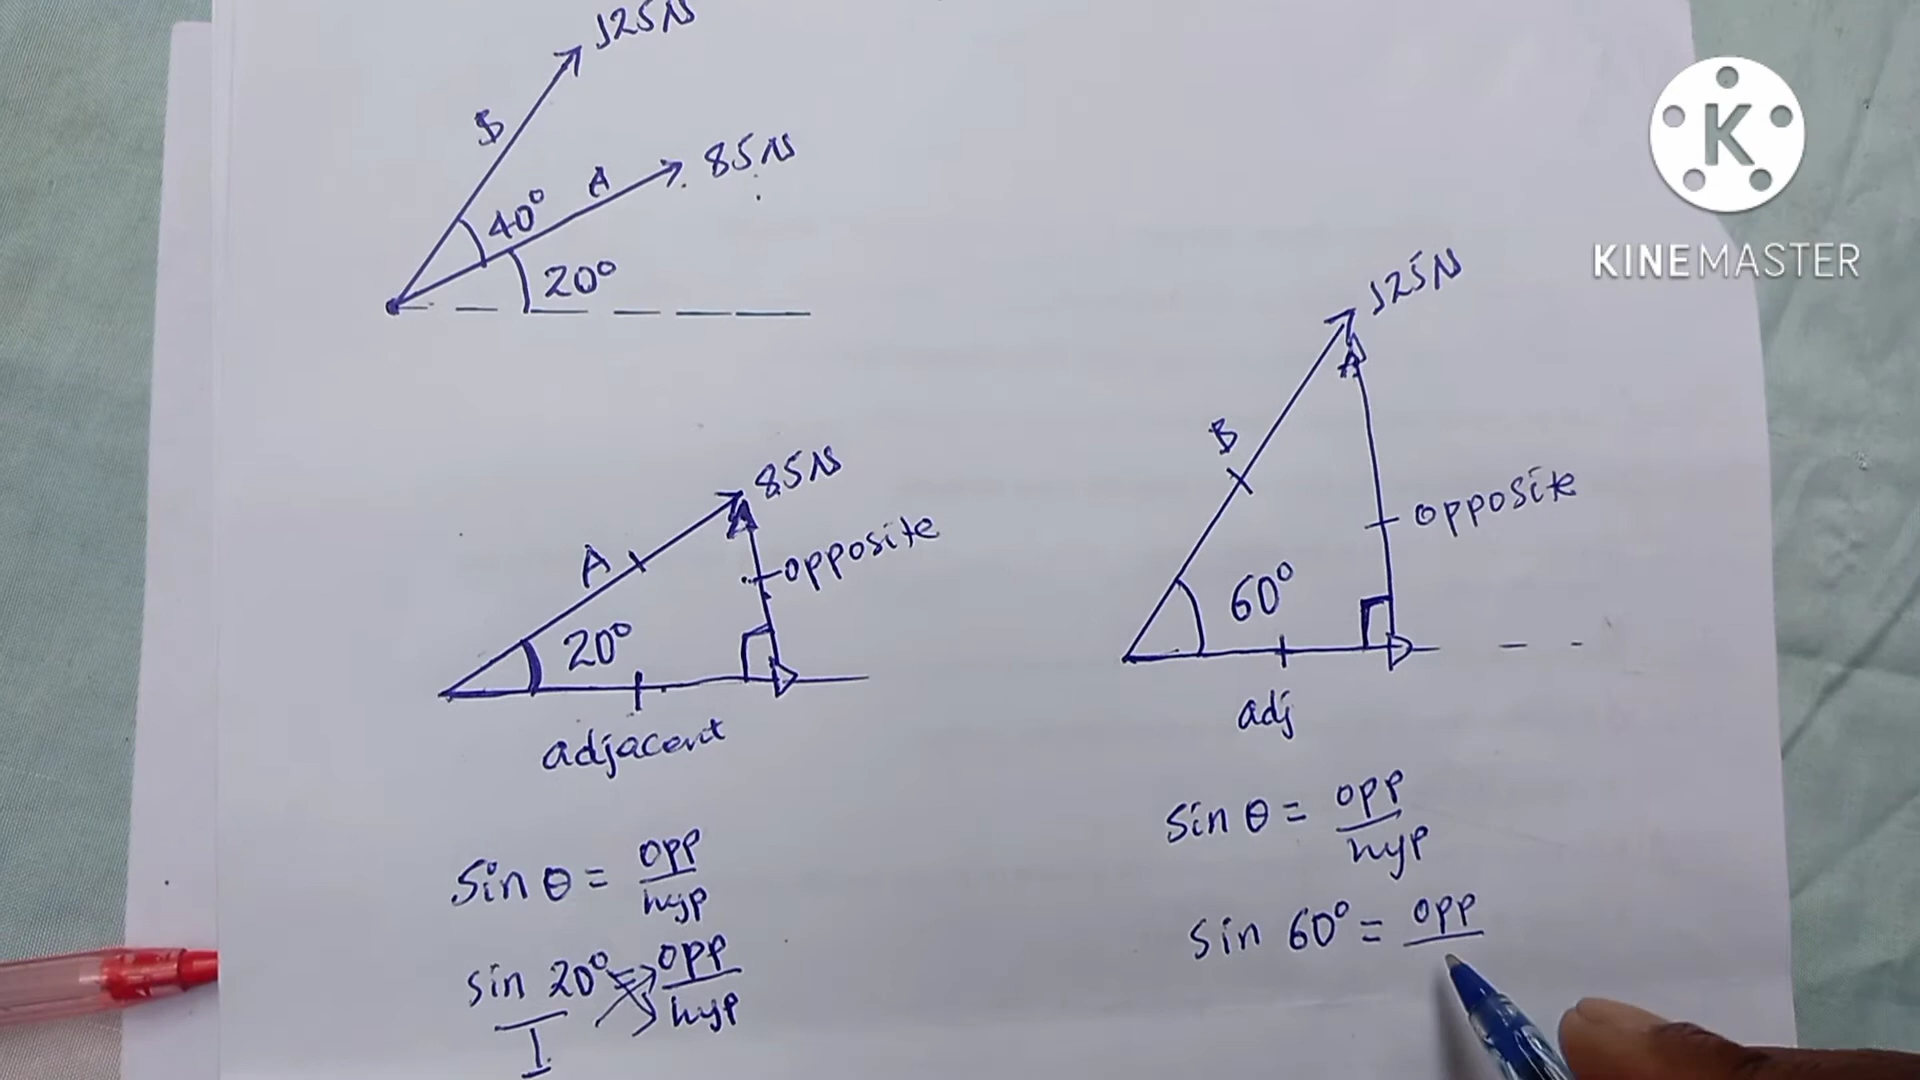 125N
B
85N
A
40°
20°
125N
85N
B
A
opposite
opposite
60°
20°
adj
adjacent
Sin θ = opp
hyp
Sin θ = opp
hyp
Sin 60° = opp
Sin 20° = opp
1 hyp
K
KINEMASTER